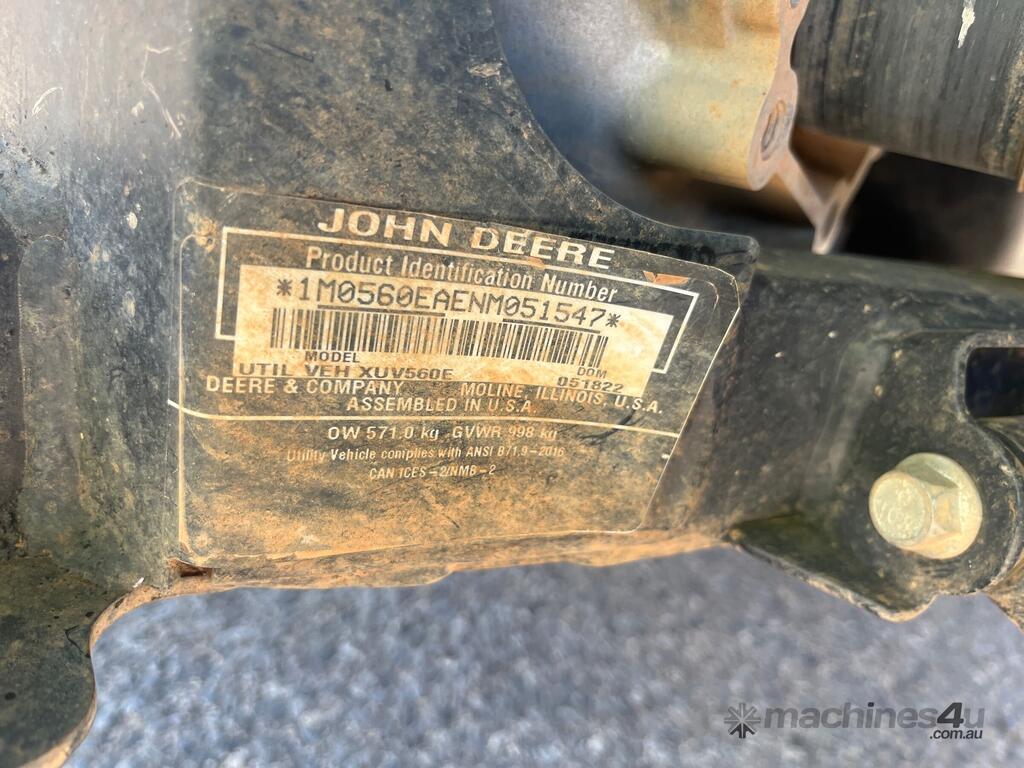 JOHN DEERE
Product Identification Number
*1M0560EAENM051547*
MODEL DOM
UTIL VEH XUV560E 051822
DEERE & COMPANY MOLINE, ILLINOIS, U.S.A.
ASSEMBLED IN U.S.A.
OW 571.0 kg GVWR 998 kg
Utility Vehicle complies with ANSI B71.9-2016
CAN ICES-2/NMB-2
machines4u
.com.au